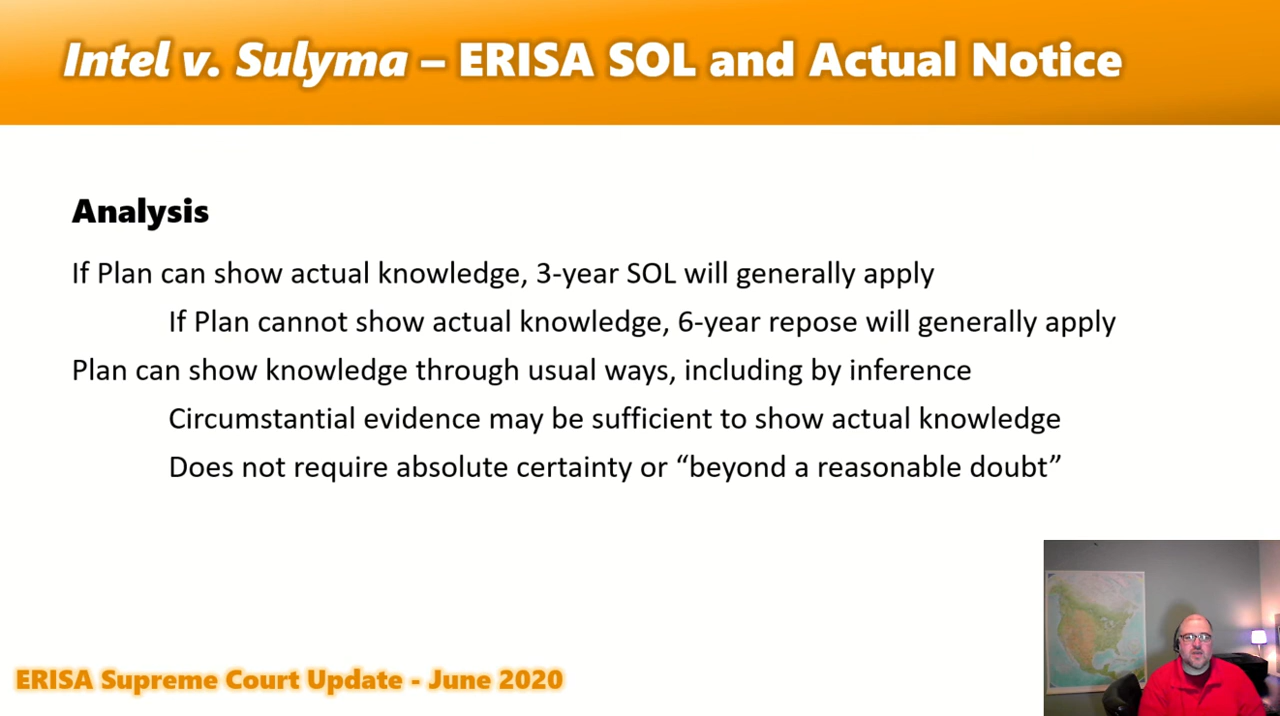 Intel v. Sulyma – ERISA SOL and Actual Notice
Analysis
If Plan can show actual knowledge, 3-year SOL will generally apply
If Plan cannot show actual knowledge, 6-year repose will generally apply
Plan can show knowledge through usual ways, including by inference
Circumstantial evidence may be sufficient to show actual knowledge
Does not require absolute certainty or “beyond a reasonable doubt”
ERISA Supreme Court Update - June 2020